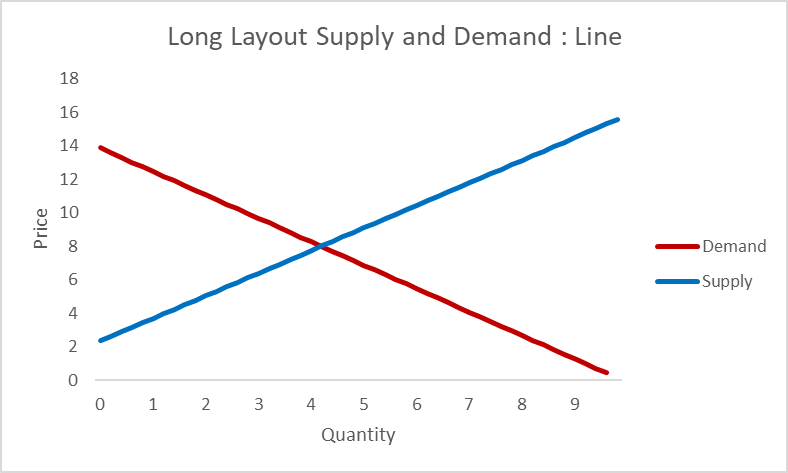 Long Layout Supply and Demand : Line
18
16
14
12
10
8
6
4
2
0
Price
0 1 2 3 4 5 6 7 8 9
Quantity
Demand
Supply